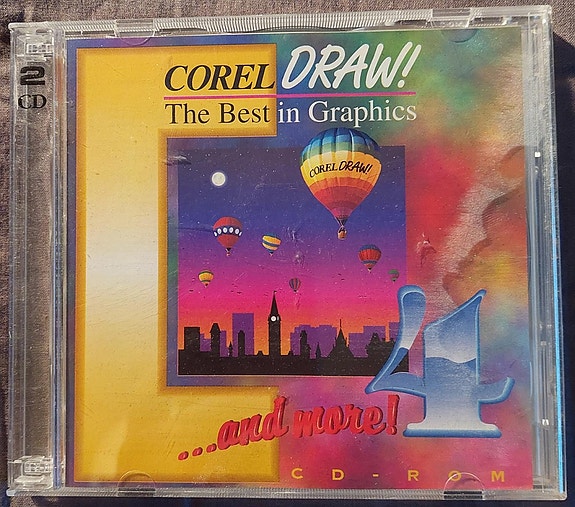 2
CD
COREL DRAW!
The Best in Graphics
COREL DRAW!
4
...and more!
CD-ROM